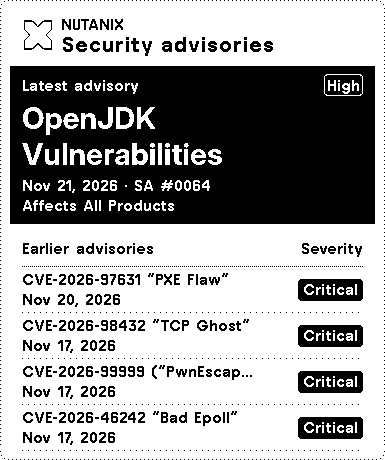 NUTANIX
Security advisories
Latest advisory
High
OpenJDK
Vulnerabilities
Nov 21, 2026 · SA #0064
Affects All Products
Earlier advisories
Severity
CVE-2026-97631 “PXE Flaw”
Nov 20, 2026
Critical
CVE-2026-98432 “TCP Ghost”
Nov 17, 2026
Critical
CVE-2026-99999 (“PwnEscap...
Nov 17, 2026
Critical
CVE-2026-46242 “Bad Epoll”
Nov 17, 2026
Critical